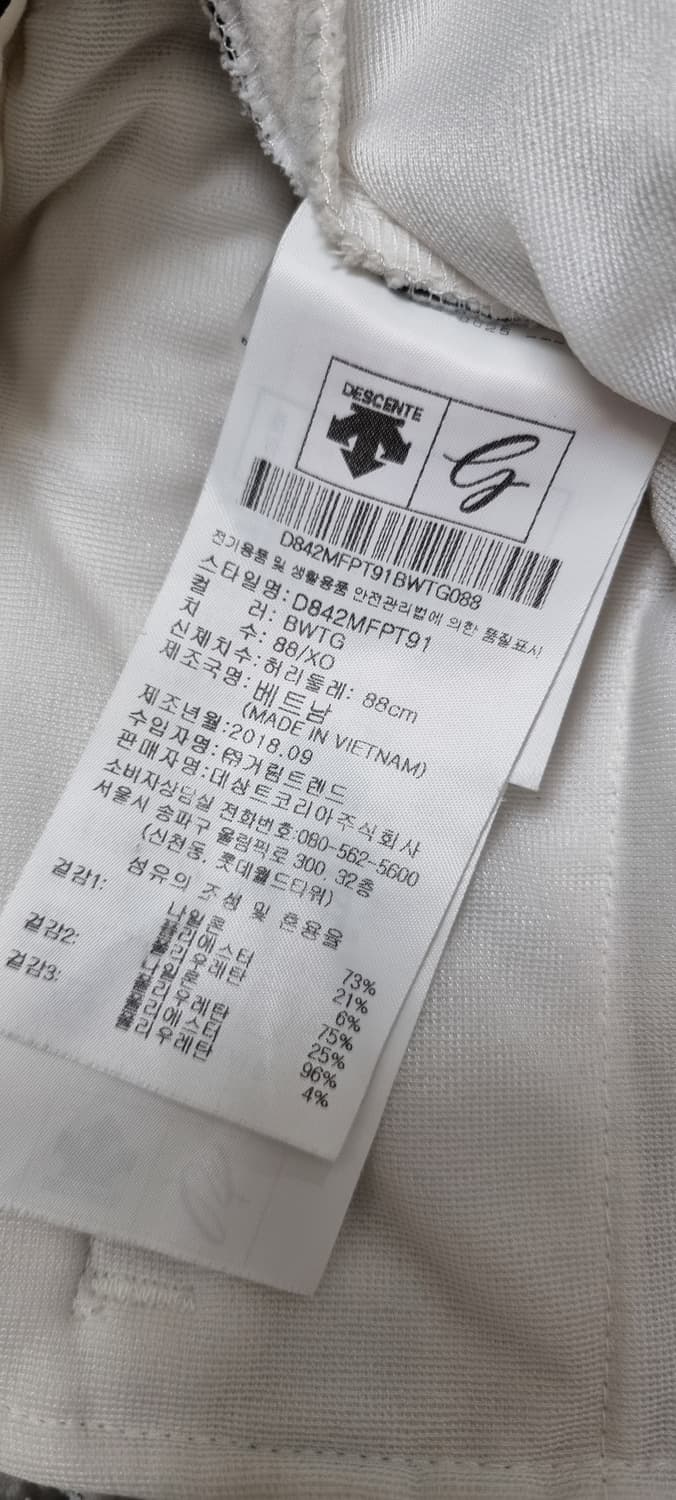 DESCENTE
G
D842MFPT91BWTG088
전기용품 및 생활용품 안전관리법에 의한 품질표시
스타일명: D842MFPT91
컬 러: BWTG
치 수: 88/XO
신체치수: 허리둘레: 88cm
제조국명: 베트남
(MADE IN VIETNAM)
제조년월: 2018.09
수입자명: ㈜거림트렌드
판매자명: 데상트코리아주식회사
소비자상담실 전화번호:080-562-5600
서울시 송파구 올림픽로 300, 32층
(신천동, 롯데월드타워)
섬유의 조성 및 혼용율
겉감1: 나일론 73%
폴리에스터 21%
폴리우레탄 6%
겉감2: 나일론 75%
폴리우레탄 25%
겉감3: 폴리에스터 96%
폴리우레탄 4%